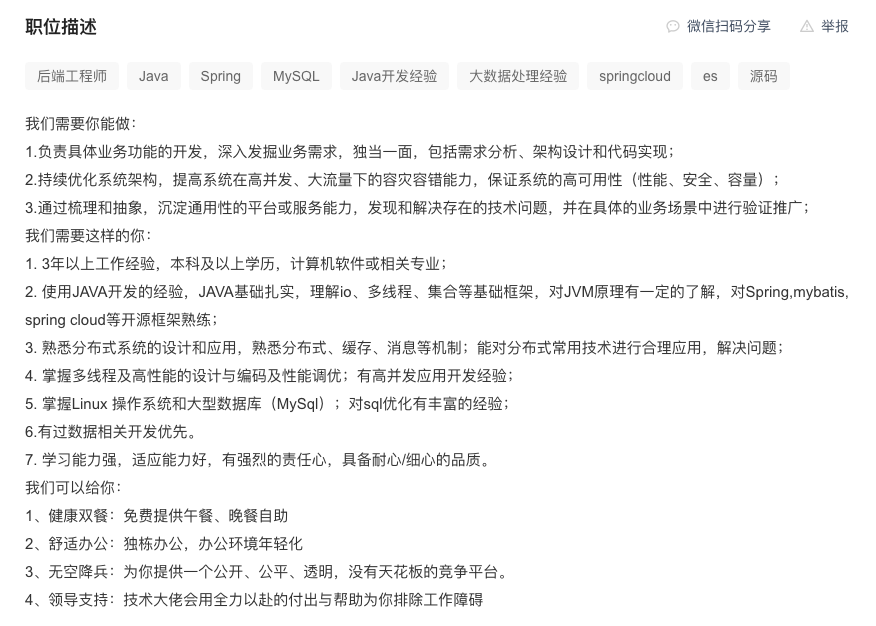 职位描述
微信扫码分享 举报
后端工程师 Java Spring MySQL Java开发经验 大数据处理经验 springcloud es 源码
我们需要你能做：
1.负责具体业务功能的开发，深入发掘业务需求，独当一面，包括需求分析、架构设计和代码实现；
2.持续优化系统架构，提高系统在高并发、大流量下的容灾容错能力，保证系统的高可用性（性能、安全、容量）；
3.通过梳理和抽象，沉淀通用性的平台或服务能力，发现和解决存在的技术问题，并在具体的业务场景中进行验证推广；
我们需要这样的你：
1. 3年以上工作经验，本科及以上学历，计算机软件或相关专业；
2. 使用JAVA开发的经验，JAVA基础扎实，理解io、多线程、集合等基础框架，对JVM原理有一定的了解，对Spring,mybatis,
spring cloud等开源框架熟练；
3. 熟悉分布式系统的设计和应用，熟悉分布式、缓存、消息等机制；能对分布式常用技术进行合理应用，解决问题；
4. 掌握多线程及高性能的设计与编码及性能调优；有高并发应用开发经验；
5. 掌握Linux 操作系统和大型数据库（MySql）；对sql优化有丰富的经验；
6.有过数据相关开发优先。
7. 学习能力强，适应能力好，有强烈的责任心，具备耐心/细心的品质。
我们可以给你：
1、健康双餐：免费提供午餐、晚餐自助
2、舒适办公：独栋办公，办公环境年轻化
3、无空降兵：为你提供一个公开、公平、透明，没有天花板的竞争平台。
4、领导支持：技术大佬会用全力以赴的付出与帮助为你排除工作障碍